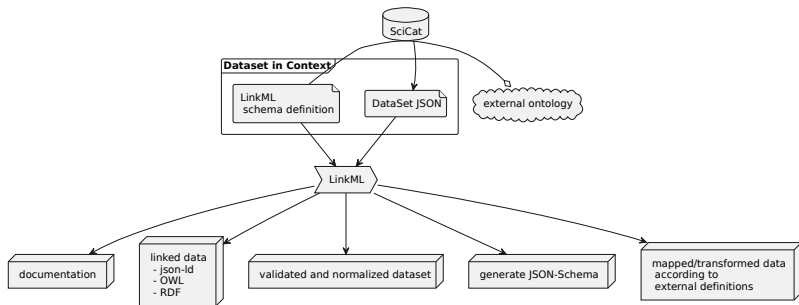 SciCat
Dataset in Context
LinkML
schema definition
DataSet JSON
external ontology
LinkML
documentation
linked data
- json-ld
- OWL
- RDF
validated and normalized dataset
generate JSON-Schema
mapped/transformed data
according to
external definitions